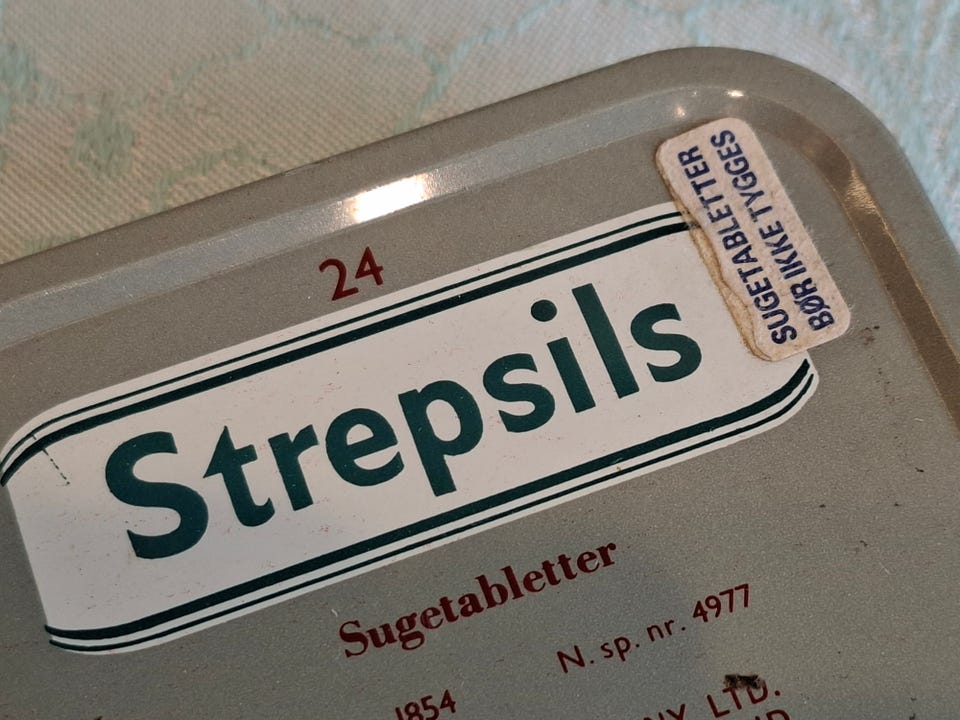 24
Strepsils
SUGETABLETTER
BØR IKKE TYGGES
Sugetabletter
N. sp. nr. 4977
1854
LTD.